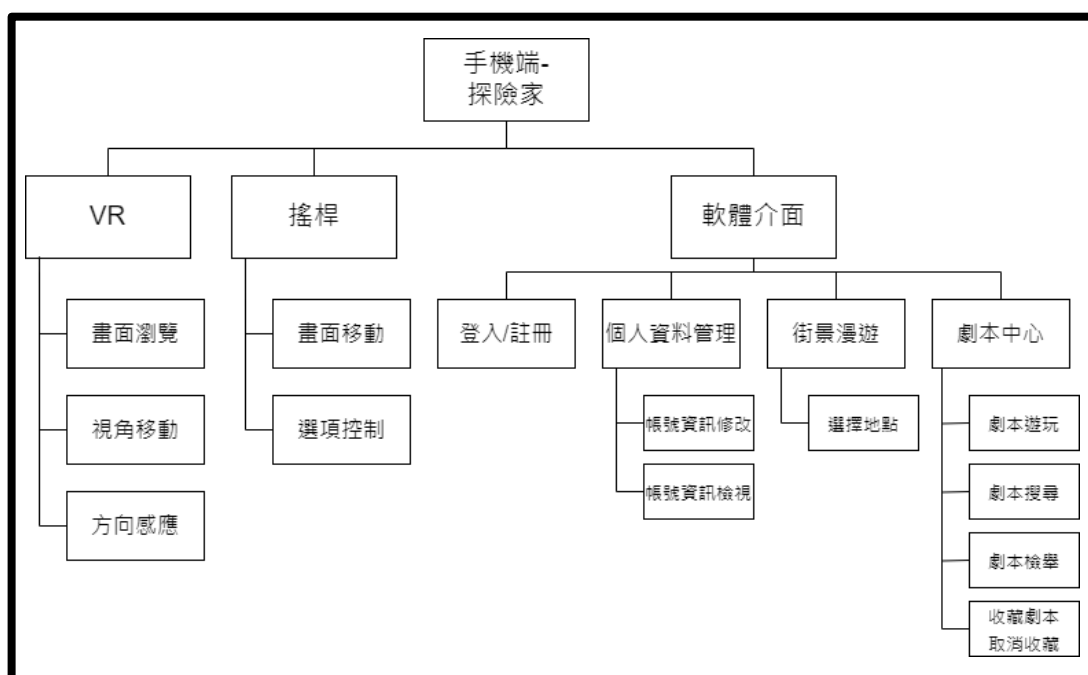 手機端-
探險家
VR
搖桿
軟體介面
畫面瀏覽
視角移動
方向感應
畫面移動
選項控制
登入/註冊
個人資料管理
街景漫遊
劇本中心
帳號資訊修改
帳號資訊檢視
選擇地點
劇本遊玩
劇本搜尋
劇本檢舉
收藏劇本
取消收藏